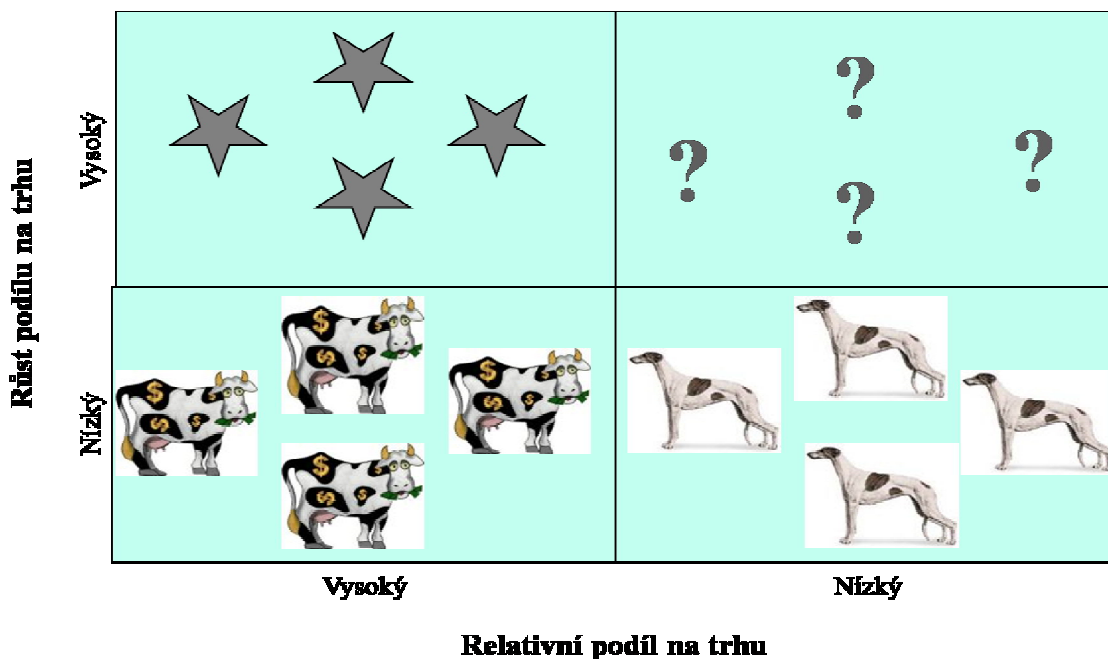 Růst podílu na trhu
Vysoký
? ? ? ?
Nízký
$ $ $ $
$ $ $ $
$ $ $ $
Vysoký
Nízký
Relativní podíl na trhu